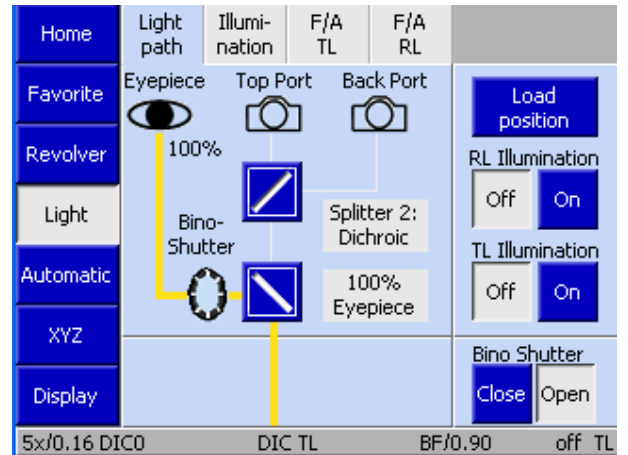 Home
Favorite
Revolver
Light
Automatic
XYZ
Display
Light
path
Illumi-
nation
F/A
TL
F/A
RL
Eyepiece
Top Port
Back Port
100%
Bino-
Shutter
Splitter 2:
Dichroic
100%
Eyepiece
Load
position
RL Illumination
Off
On
TL Illumination
Off
On
Bino Shutter
Close
Open
5x/0.16 DIC0
DIC TL
BF/0.90
off TL